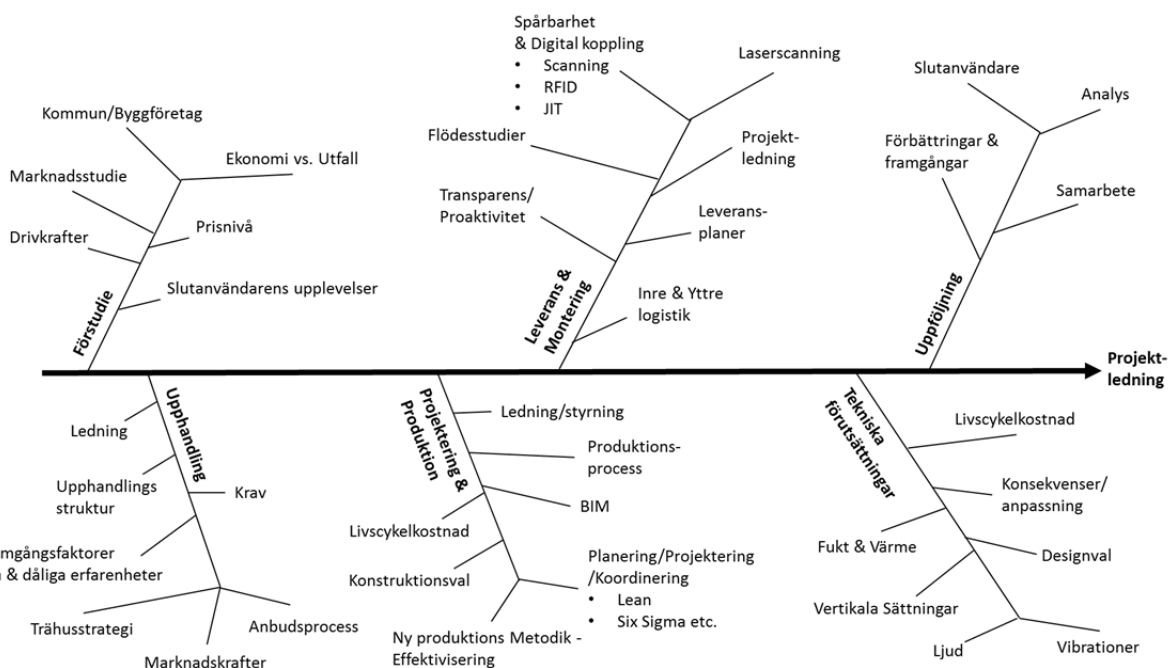 Kommun/Byggföretag
Marknadsstudie
Ekonomi vs. Utfall
Drivkrafter
Prisnivå
Slutanvändarens upplevelser
Förstudie
Spårbarhet
& Digital koppling
• Scanning
• RFID
• JIT
Laserscanning
Flödesstudier
Projekt-
ledning
Transparens/
Proaktivitet
Leverans-
planer
Inre & Yttre
logistik
Leverans &
Montering
Slutanvändare
Analys
Förbättringar &
framgångar
Samarbete
Uppföljning
Projekt-
ledning
Upphandling
Ledning
Upphandlings
struktur
Krav
& dåliga erfarenheter
Trähusstrategi
Anbudsprocess
Marknadskrafter
Projektering &
Produktion
Ledning/styrning
Produktions-
process
BIM
Livscykelkostnad
Konstruktionsval
Planering/Projektering
/Koordinering
• Lean
• Six Sigma etc.
Ny produktions Metodik -
Effektivisering
Tekniska
förutsättningar
Livscykelkostnad
Konsekvenser/
anpassning
Fukt & Värme
Designval
Vertikala Sättningar
Ljud
Vibrationer